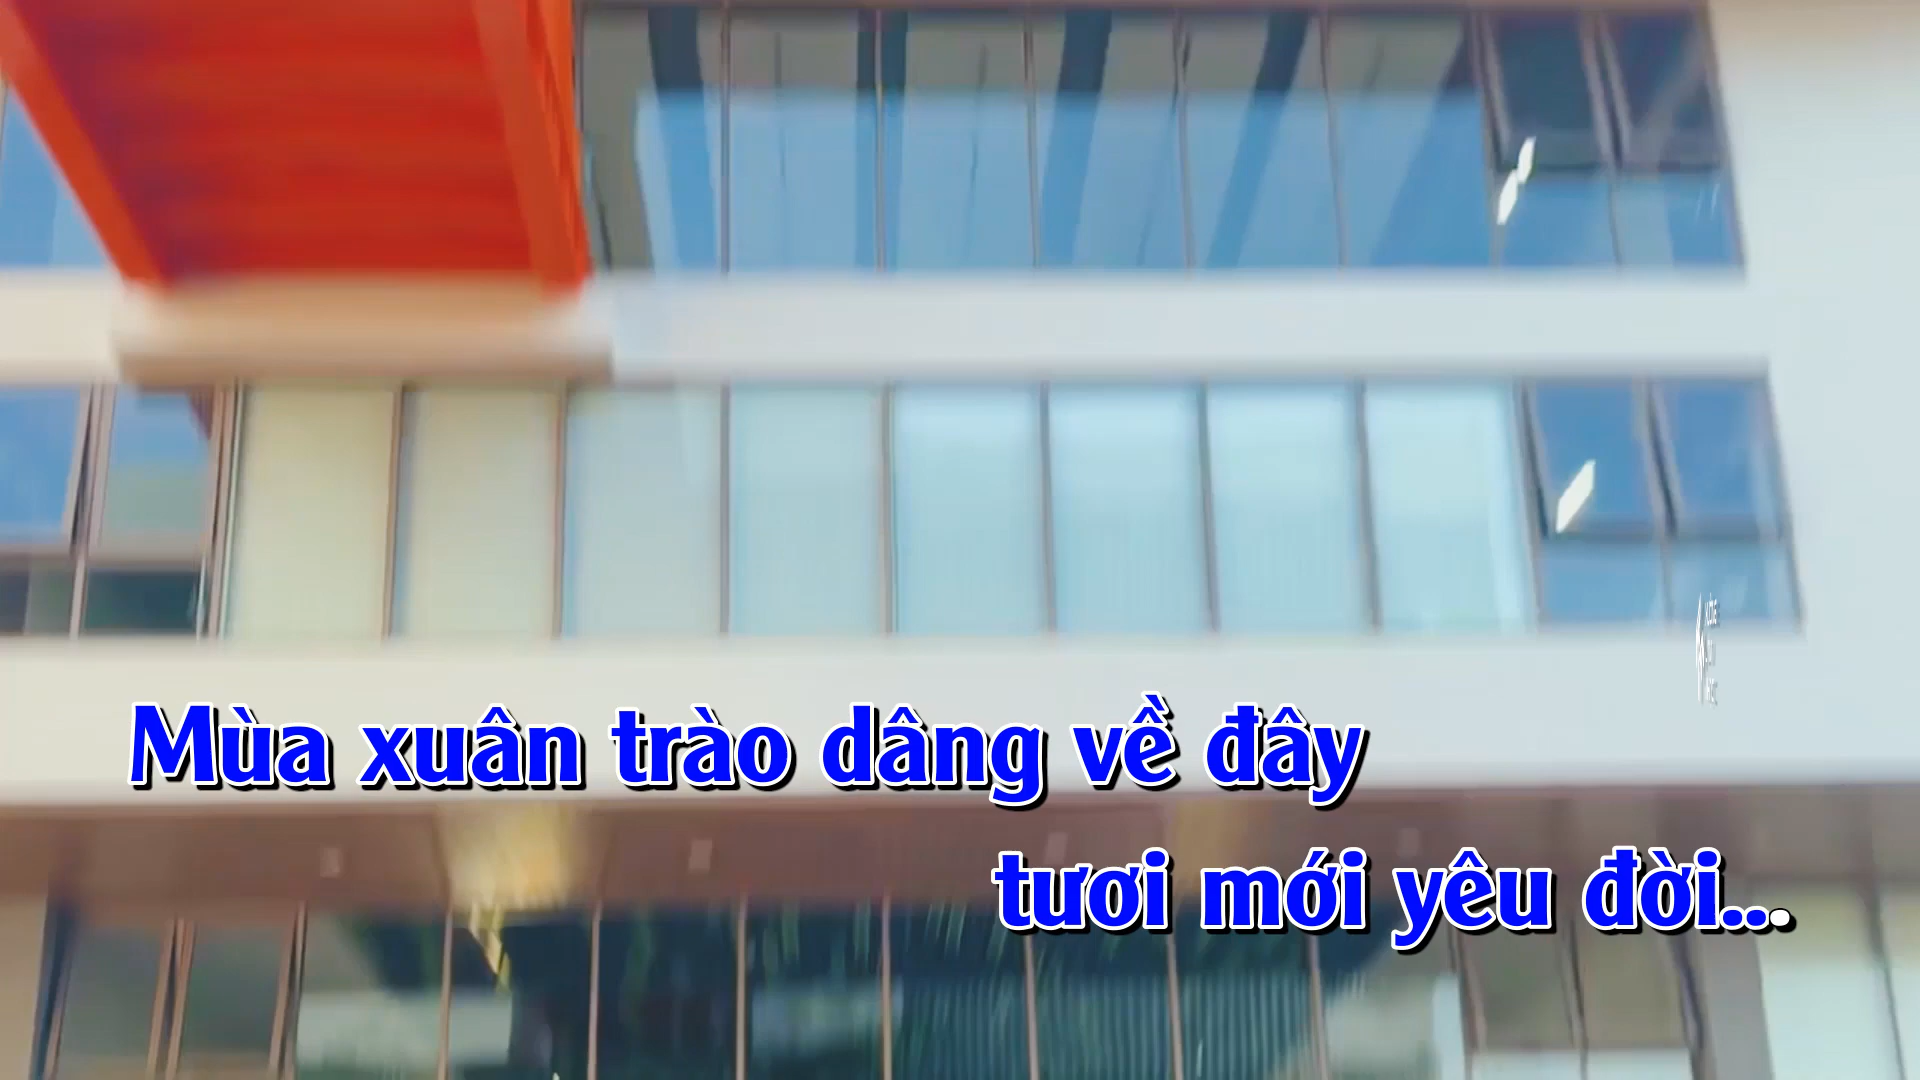 Mùa xuân trào dâng về đây
tươi mới yêu đời...